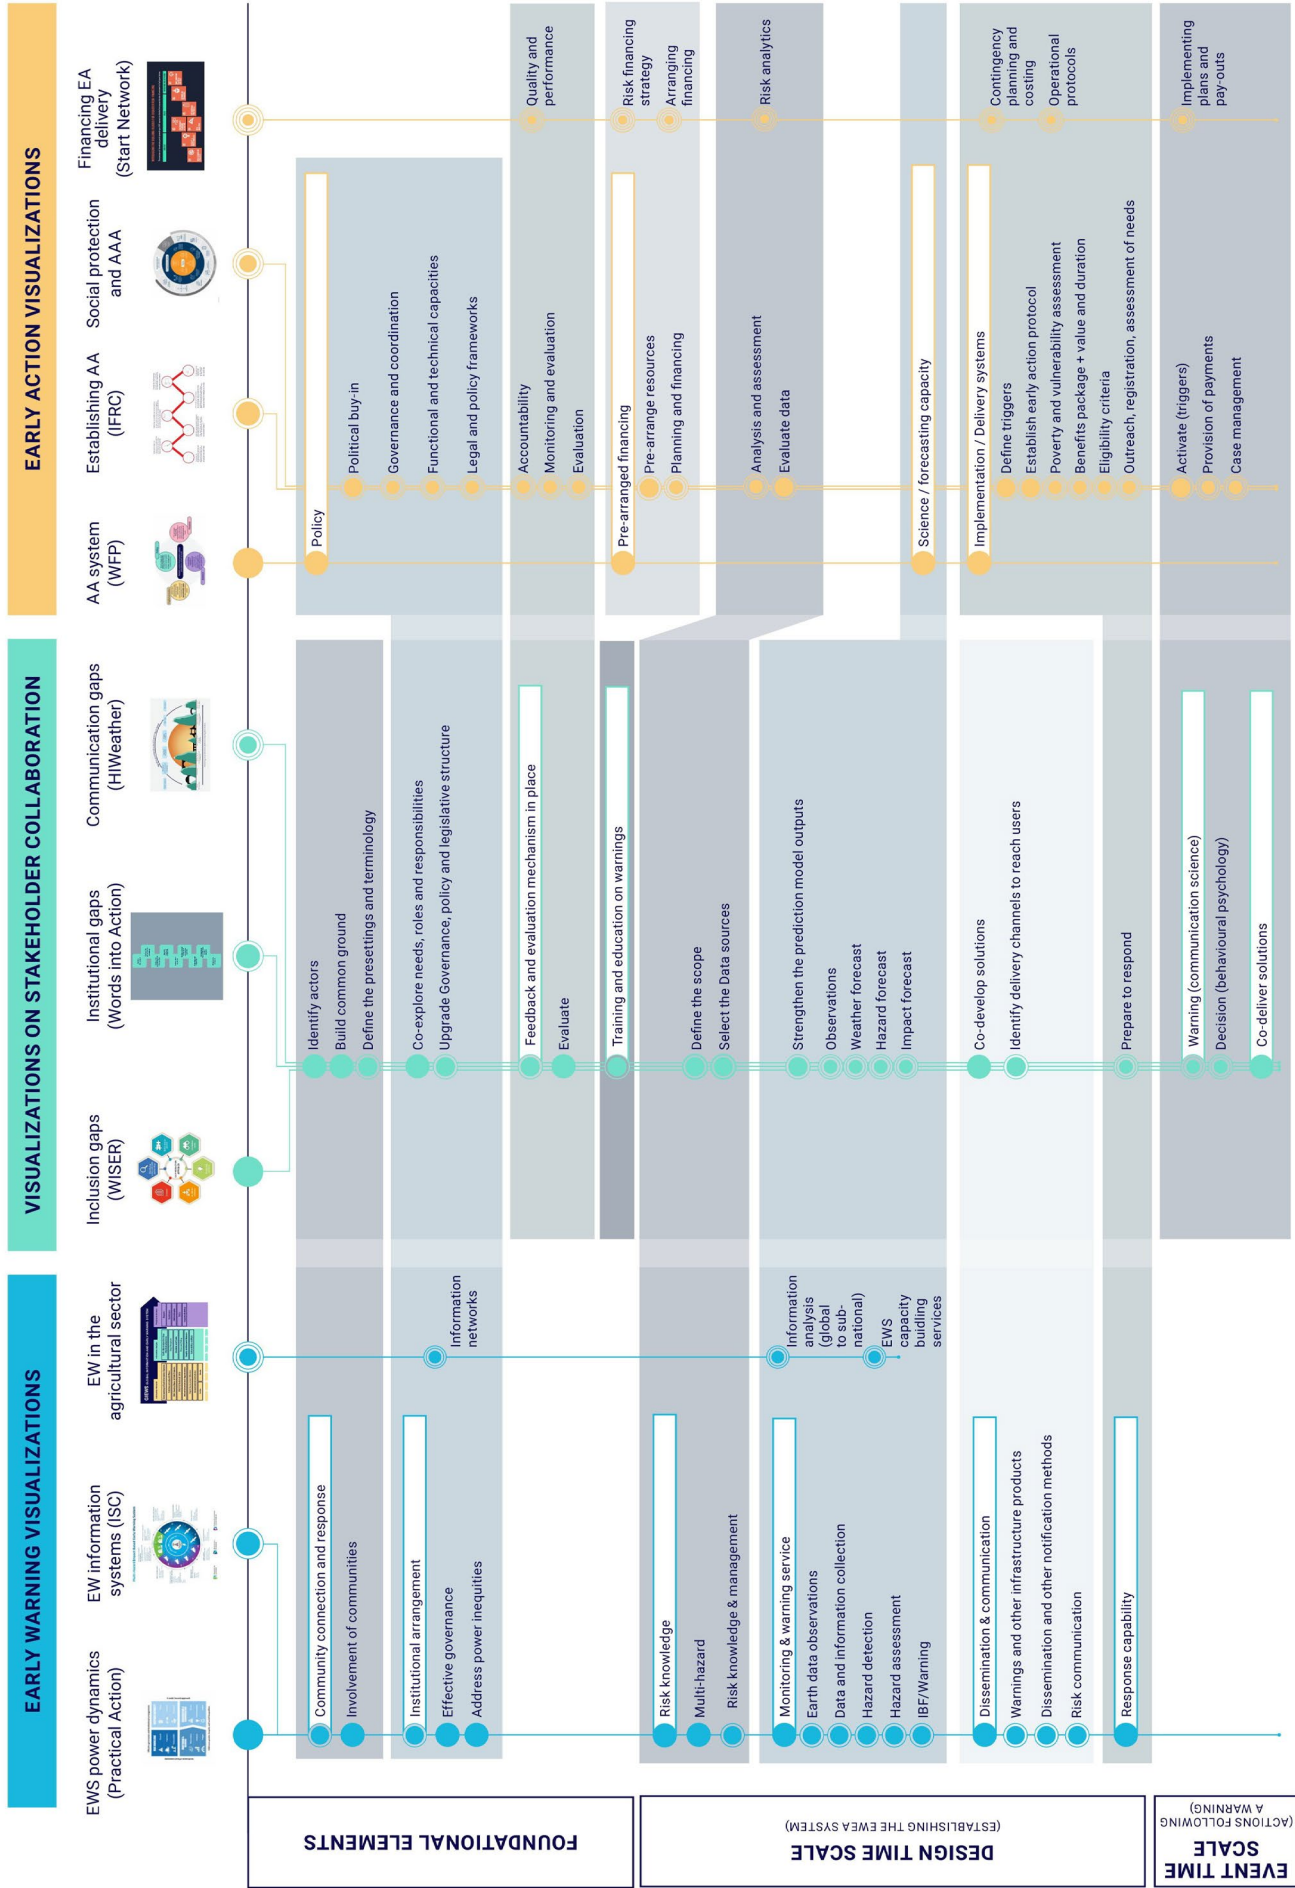 EARLY WARNING VISUALIZATIONS
VISUALIZATIONS ON STAKEHOLDER COLLABORATION
EARLY ACTION VISUALIZATIONS
EWS power dynamics
(Practical Action)
EW information
systems (ISC)
EW in the
agricultural sector
Inclusion gaps
(WISER)
Institutional gaps
(Words into Action)
Communication gaps
(HIWeather)
AA system
(WFP)
Establishing AA
(IFRC)
Social protection
and AAA
Financing EA
delivery
(Start Network)
FOUNDATIONAL ELEMENTS
Community connection and response
Involvement of communities
Institutional arrangement
Effective governance
Address power inequities
Information
networks
Identify actors
Build common ground
Define the presettings and terminology
Co-explore needs, roles and responsibilities
Upgrade Governance, policy and legislative structure
Feedback and evaluation mechanism in place
Evaluate
Training and education on warnings
Policy
Political buy-in
Governance and coordination
Functional and technical capacities
Legal and policy frameworks
Accountability
Monitoring and evaluation
Evaluation
Quality and
performance
Pre-arranged financing
Pre-arrange resources
Planning and financing
Risk financing
strategy
Arranging
financing
DESIGN TIME SCALE
(ESTABLISHING THE EWEA SYSTEM)
Risk knowledge
Multi-hazard
Risk knowledge & management
Monitoring & warning service
Earth data observations
Data and information collection
Hazard detection
Hazard assessment
IBF/Warning
Information
analysis
(global
to sub-
national)
EWS
capacity
buidling
services
Dissemination & communication
Warnings and other infrastructure products
Dissemination and other notification methods
Risk communication
Response capability
Define the scope
Select the Data sources
Strengthen the prediction model outputs
Observations
Weather forecast
Hazard forecast
Impact forecast
Co-develop solutions
Identify delivery channels to reach users
Prepare to respond
Analysis and assessment
Evaluate data
Risk analytics
Science / forecasting capacity
Implementation / Delivery systems
Define triggers
Establish early action protocol
Poverty and vulnerability assessment
Benefits package + value and duration
Eligibility criteria
Outreach, registration, assessment of needs
Contingency
planning and
costing
Operational
protocols
EVENT TIME
SCALE
(ACTIONS FOLLOWING
A WARNING)
Warning (communication science)
Decision (behavioural psychology)
Co-deliver solutions
Activate (triggers)
Provision of payments
Case management
Implementing
plans and
pay-outs